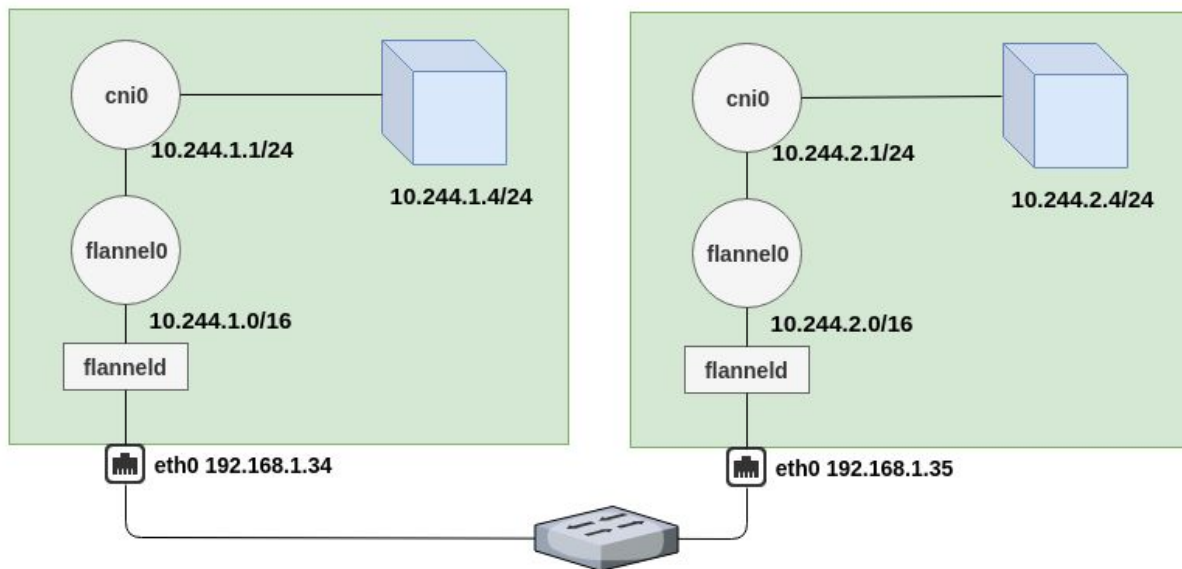 cni0
10.244.1.1/24
10.244.1.4/24
flannel0
10.244.1.0/16
flanneld
eth0 192.168.1.34
cni0
10.244.2.1/24
10.244.2.4/24
flannel0
10.244.2.0/16
flanneld
eth0 192.168.1.35